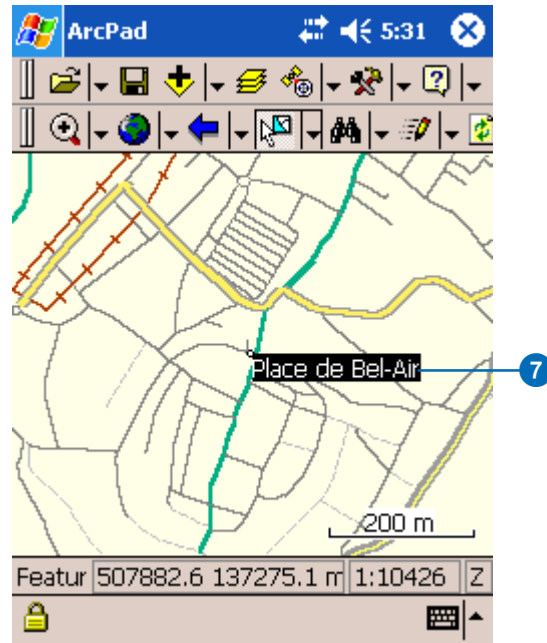 ArcPad 5:31
Place de Bel-Air
7
200 m
Featur 507882.6 137275.1 m 1:10426 Z